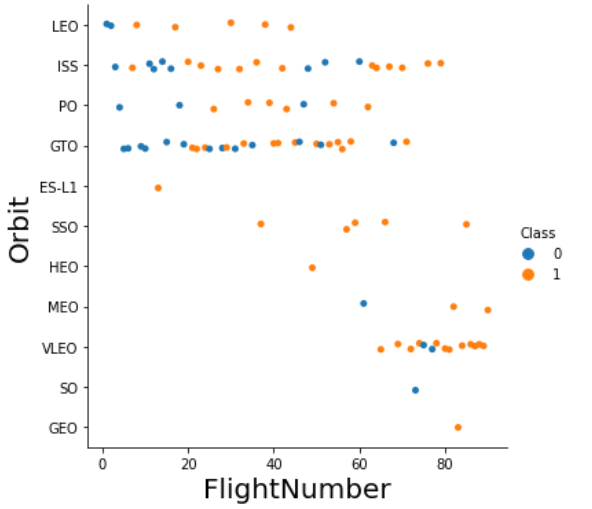 LEO
ISS
PO
GTO
ES-L1
SSO
HEO
MEO
VLEO
SO
GEO
Orbit
0 20 40 60 80
FlightNumber
Class
0
1